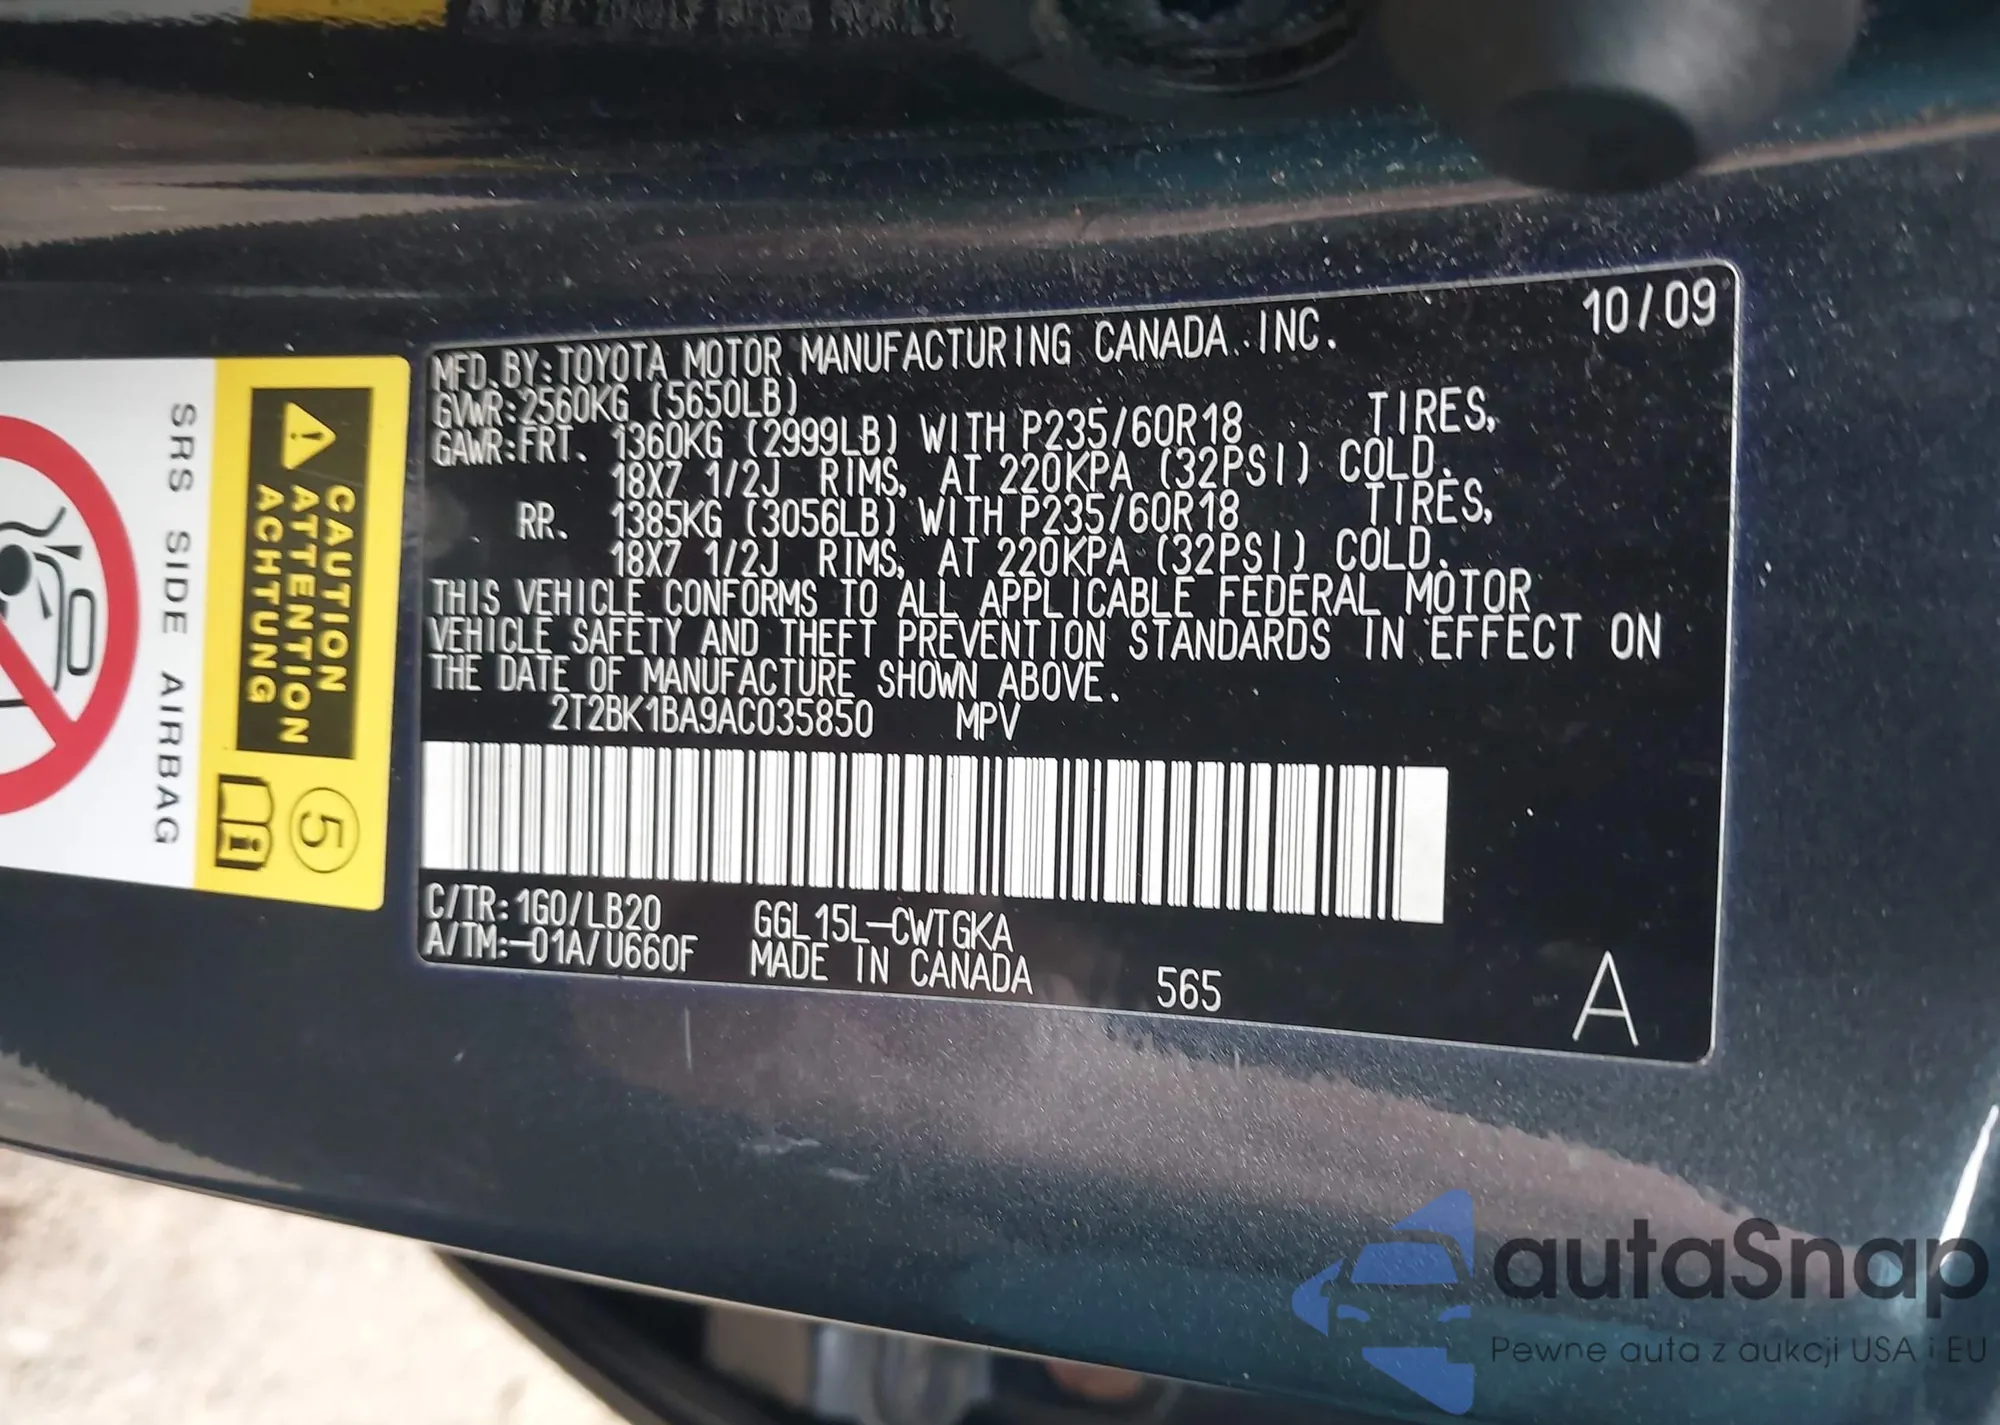 10/09
MFD. BY: TOYOTA MOTOR MANUFACTURING CANADA INC.
GVWR: 2560KG (5650LB)
GAWR: FRT. 1360KG (2999LB) WITH P235/60R18 TIRES,
18X7 1/2J RIMS, AT 220KPA (32PSI) COLD.
RR. 1385KG (3056LB) WITH P235/60R18 TIRES,
18X7 1/2J RIMS, AT 220KPA (32PSI) COLD.
THIS VEHICLE CONFORMS TO ALL APPLICABLE FEDERAL MOTOR
VEHICLE SAFETY AND THEFT PREVENTION STANDARDS IN EFFECT ON
THE DATE OF MANUFACTURE SHOWN ABOVE.
2T2BK1BA9AC035850 MPV
C/TR: 1G0/LB20 GGL15L-CWTGKA
A/TM:-01A/U660F MADE IN CANADA 565 A
CAUTION
ATTENTION
ACHTUNG
5
i
SRS SIDE AIRBAG
autoSnap
Pewne auta z aukcji USA i EU